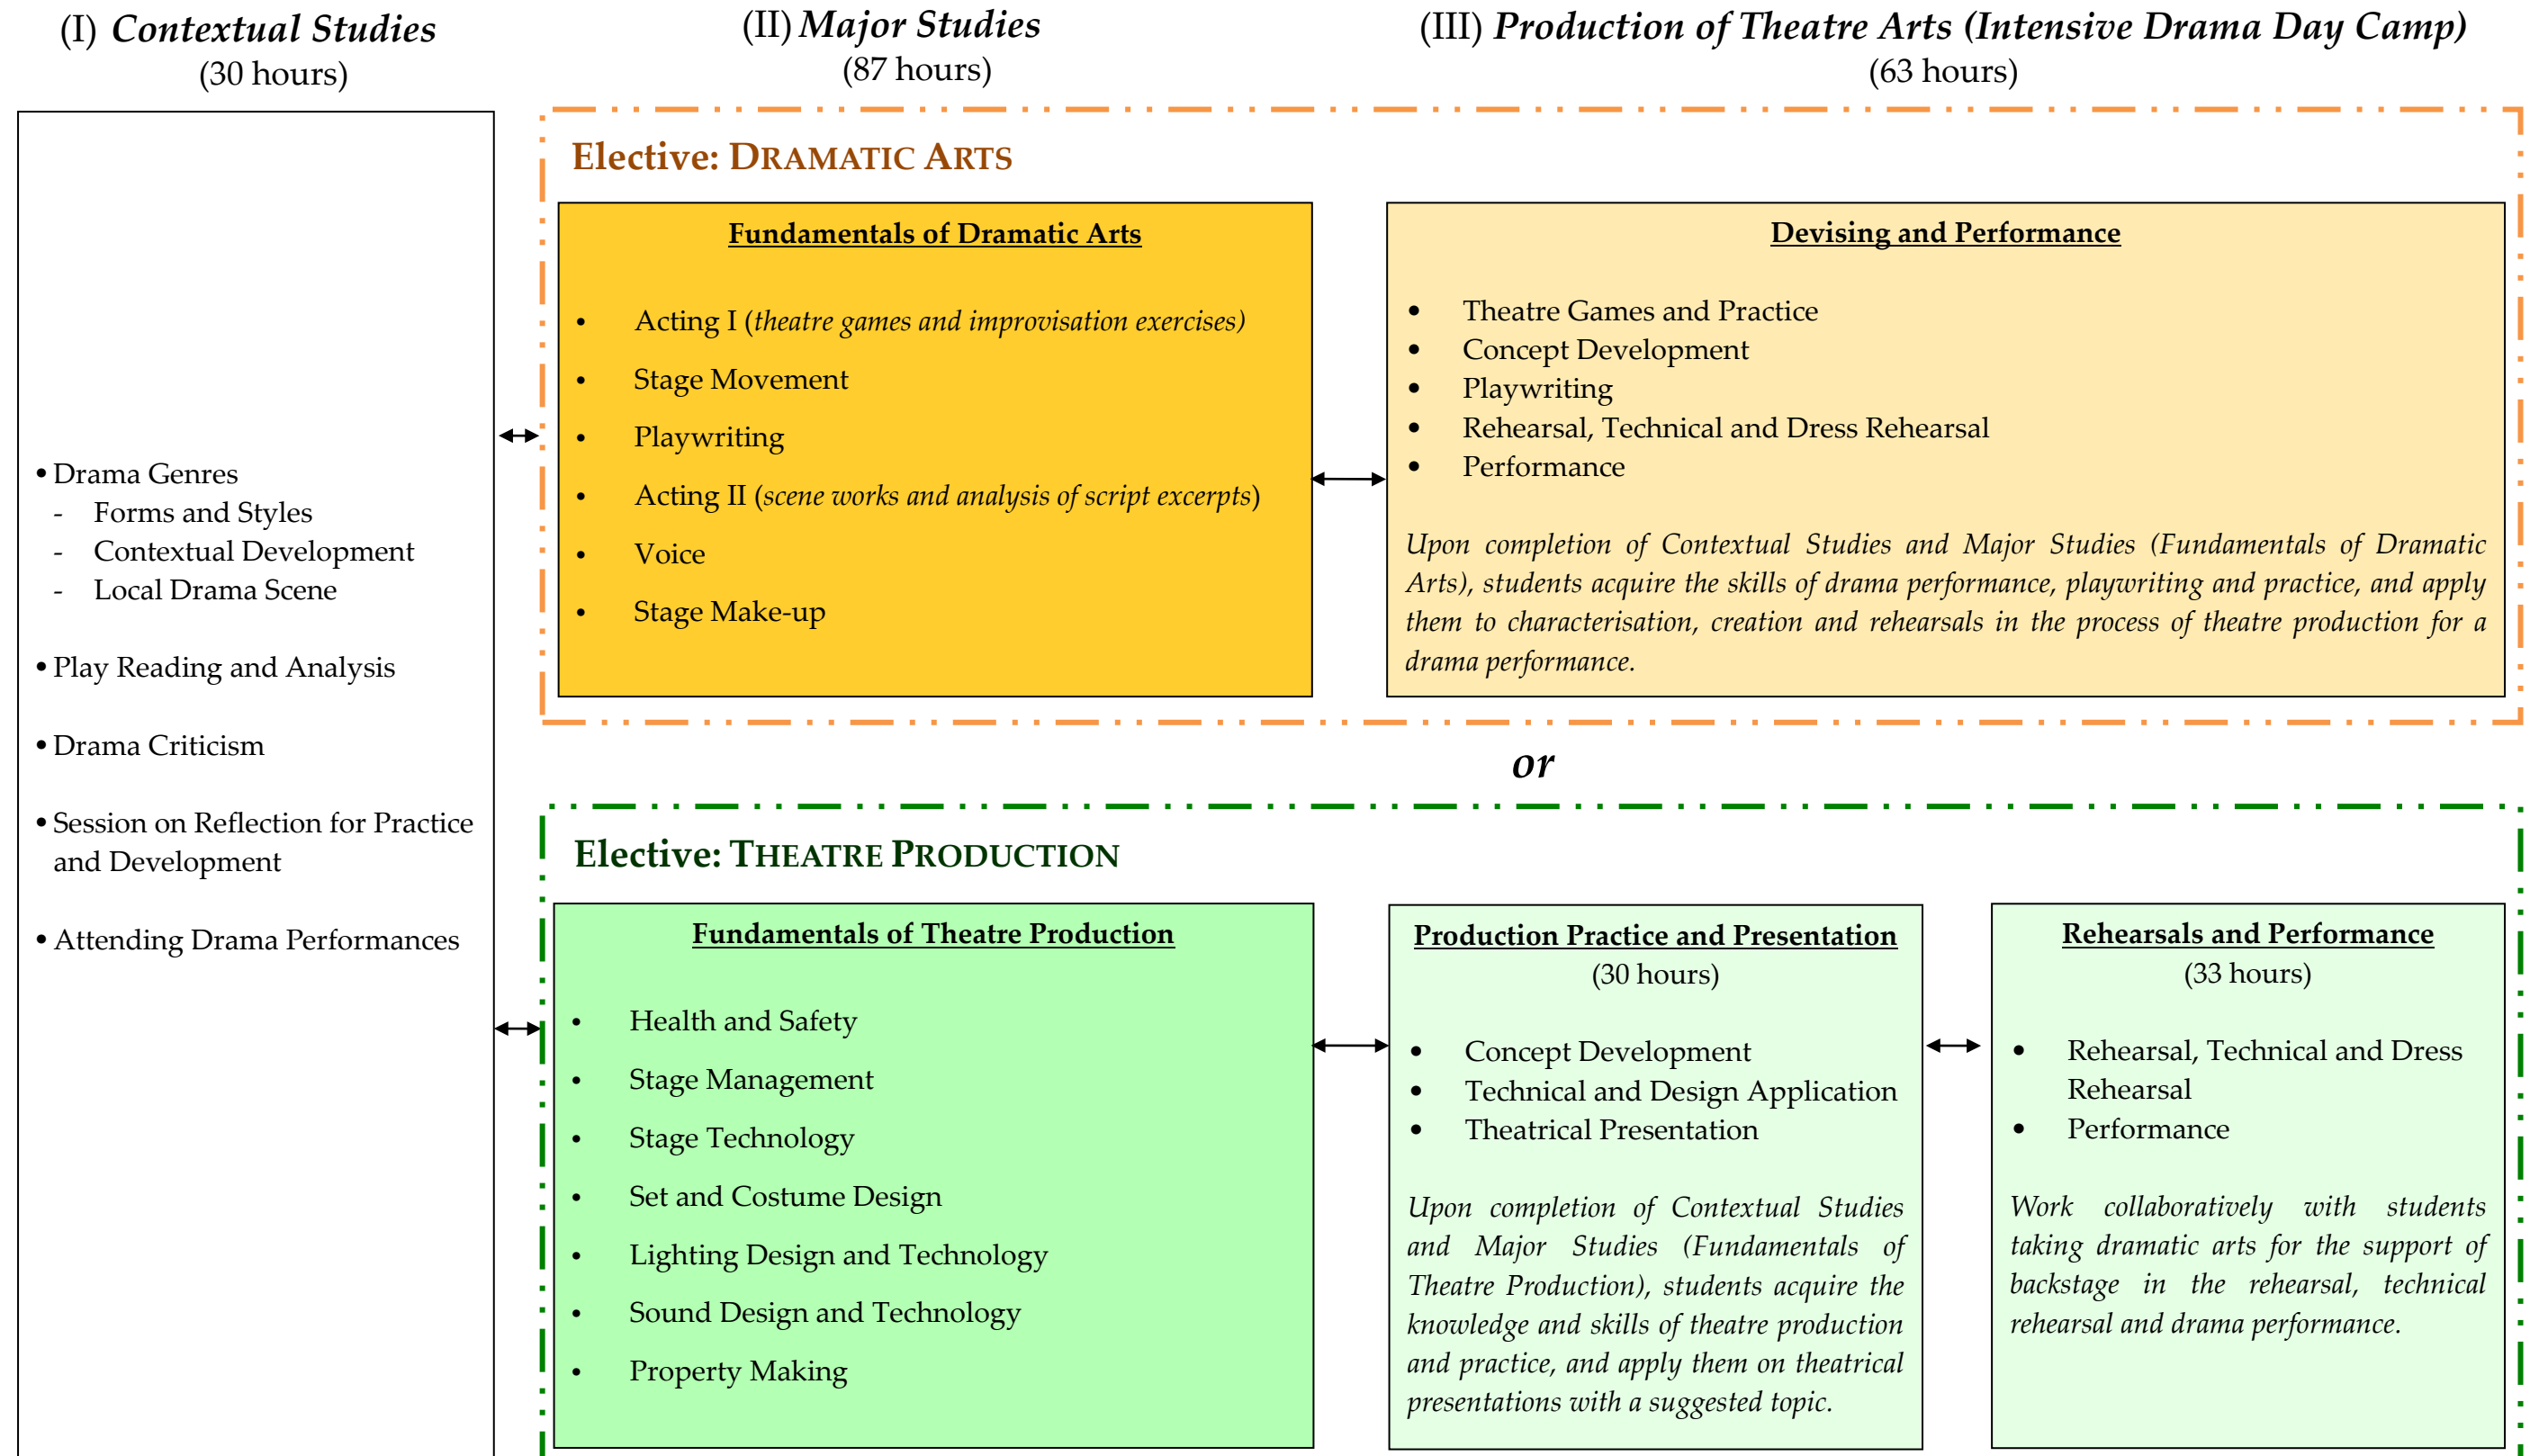 (I) Contextual Studies
(30 hours)
(II) Major Studies
(87 hours)
(III) Production of Theatre Arts (Intensive Drama Day Camp)
(63 hours)
•Drama Genres
- Forms and Styles
- Contextual Development
- Local Drama Scene
•Play Reading and Analysis
•Drama Criticism
•Session on Reflection for Practice
and Development
•Attending Drama Performances
Elective: DRAMATIC ARTS
Fundamentals of Dramatic Arts
• Acting I (theatre games and improvisation exercises)
• Stage Movement
• Playwriting
• Acting II (scene works and analysis of script excerpts)
• Voice
• Stage Make-up
Devising and Performance
• Theatre Games and Practice
• Concept Development
• Playwriting
• Rehearsal, Technical and Dress Rehearsal
• Performance
Upon completion of Contextual Studies and Major Studies (Fundamentals of Dramatic
Arts), students acquire the skills of drama performance, playwriting and practice, and apply
them to characterisation, creation and rehearsals in the process of theatre production for a
drama performance.
or
Elective: THEATRE PRODUCTION
Fundamentals of Theatre Production
• Health and Safety
• Stage Management
• Stage Technology
• Set and Costume Design
• Lighting Design and Technology
• Sound Design and Technology
• Property Making
Production Practice and Presentation
(30 hours)
• Concept Development
• Technical and Design Application
• Theatrical Presentation
Upon completion of Contextual Studies
and Major Studies (Fundamentals of
Theatre Production), students acquire the
knowledge and skills of theatre production
and practice, and apply them on theatrical
presentations with a suggested topic.
Rehearsals and Performance
(33 hours)
• Rehearsal, Technical and Dress
Rehearsal
• Performance
Work collaboratively with students
taking dramatic arts for the support of
backstage in the rehearsal, technical
rehearsal and drama performance.